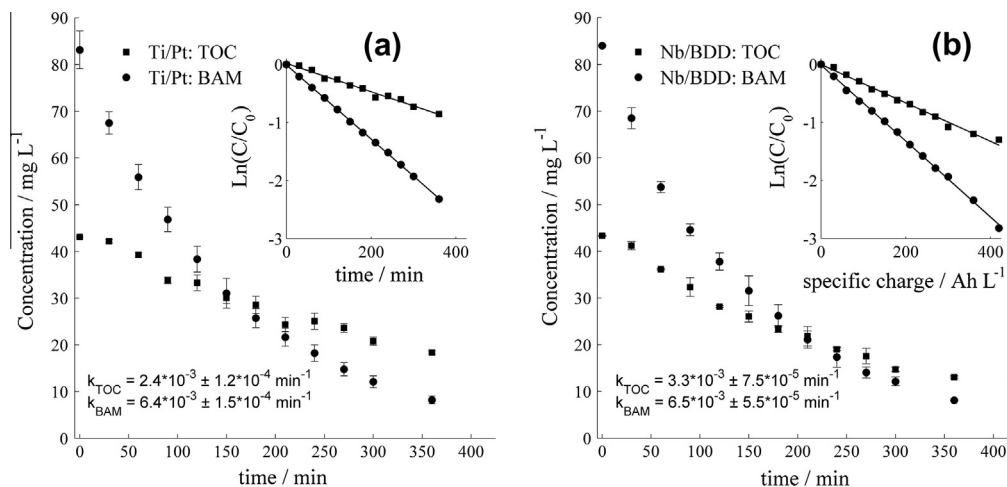 (a)
Ti/Pt: TOC
Ti/Pt: BAM
Concentration / mg L⁻¹
90
80
70
60
50
40
30
20
10
0
0 50 100 150 200 250 300 350 400
time / min
Ln(C/C₀)
0
-1
-2
-3
0 200 400
time / min
k_TOC = 2.4*10⁻³ ± 1.2*10⁻⁴ min⁻¹
k_BAM = 6.4*10⁻³ ± 1.5*10⁻⁴ min⁻¹
(b)
Nb/BDD: TOC
Nb/BDD: BAM
Concentration / mg L⁻¹
90
80
70
60
50
40
30
20
10
0
0 50 100 150 200 250 300 350 400
time / min
Ln(C/C₀)
0
-1
-2
-3
0 200 400
specific charge / Ah L⁻¹
k_TOC = 3.3*10⁻³ ± 7.5*10⁻⁵ min⁻¹
k_BAM = 6.5*10⁻³ ± 5.5*10⁻⁵ min⁻¹